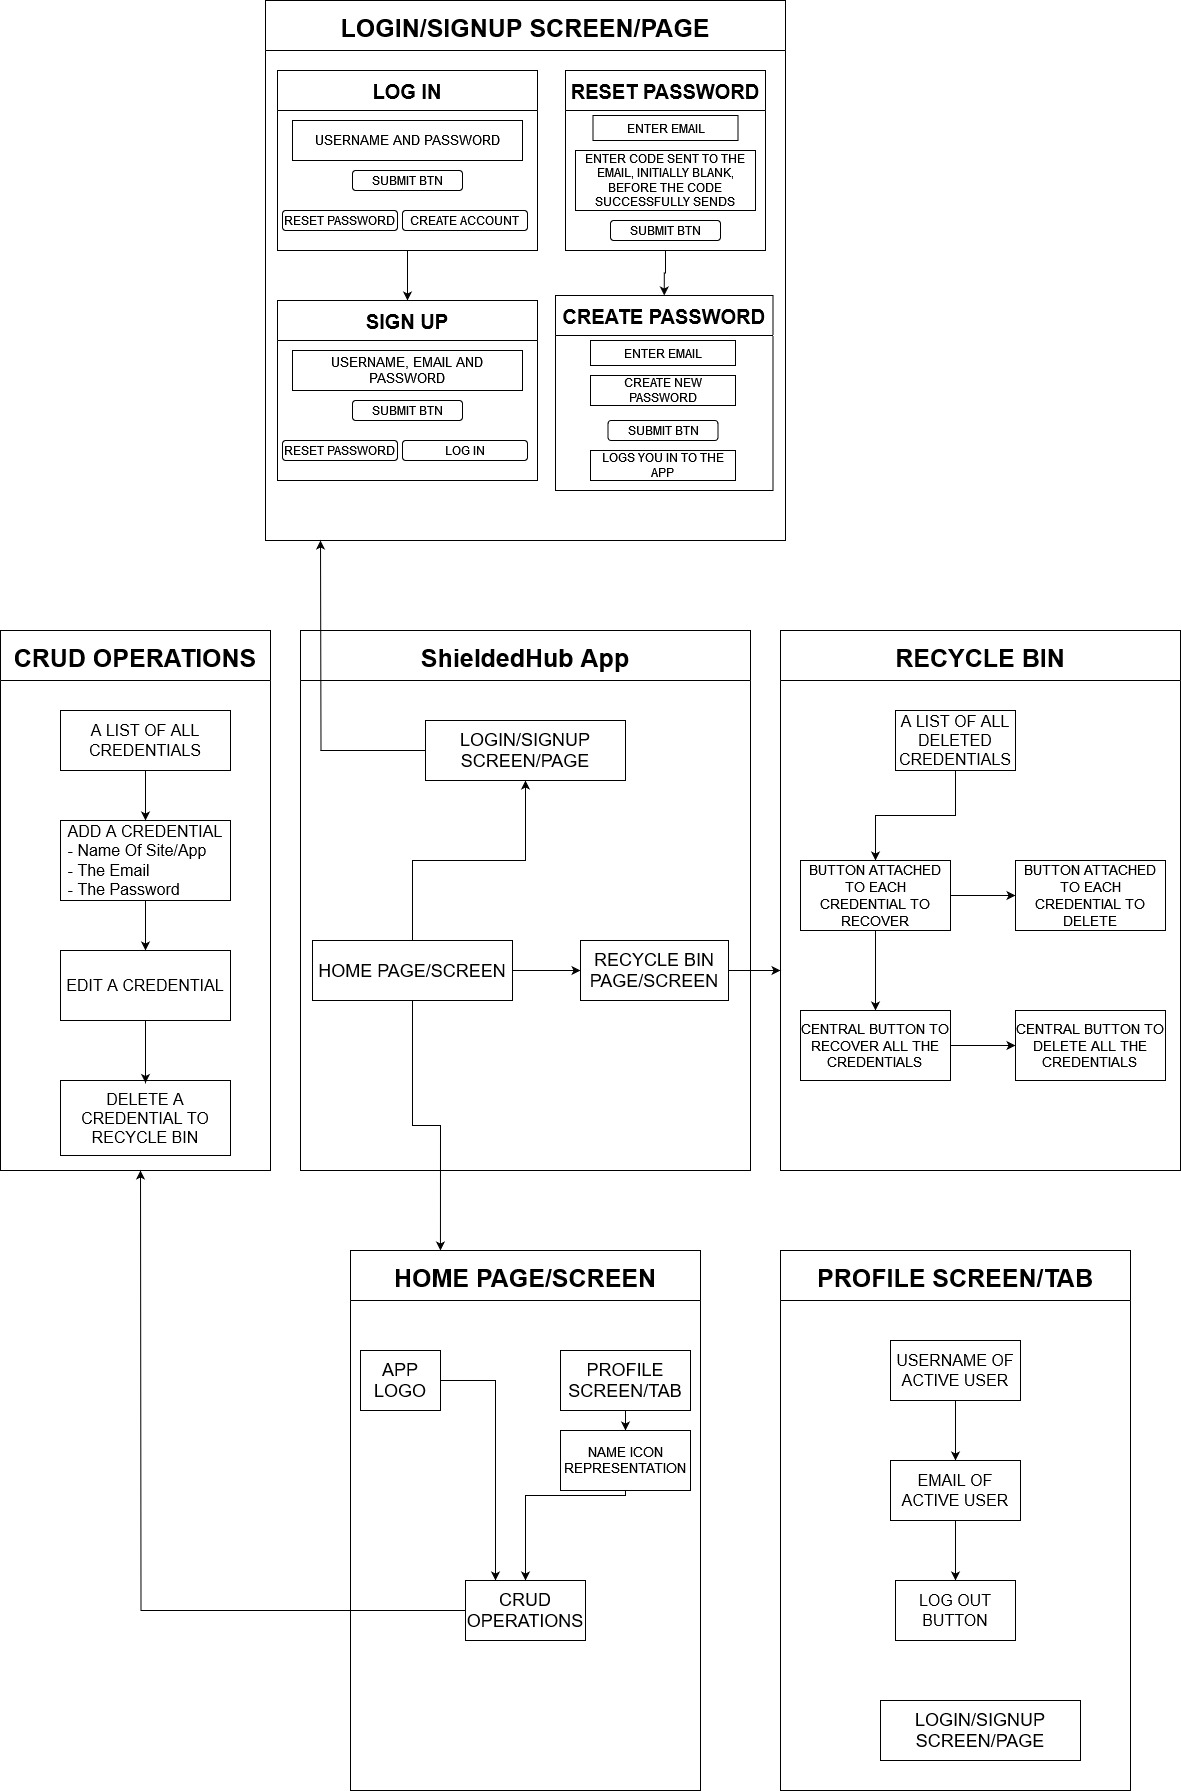 LOGIN/SIGNUP SCREEN/PAGE
LOG IN
USERNAME AND PASSWORD
SUBMIT BTN
RESET PASSWORD
CREATE ACCOUNT
RESET PASSWORD
ENTER EMAIL
ENTER CODE SENT TO THE
EMAIL, INITIALLY BLANK,
BEFORE THE CODE
SUCCESSFULLY SENDS
SUBMIT BTN
SIGN UP
USERNAME, EMAIL AND
PASSWORD
SUBMIT BTN
RESET PASSWORD
LOG IN
CREATE PASSWORD
ENTER EMAIL
CREATE NEW
PASSWORD
SUBMIT BTN
LOGS YOU IN TO THE
APP
CRUD OPERATIONS
A LIST OF ALL
CREDENTIALS
ADD A CREDENTIAL
- Name Of Site/App
- The Email
- The Password
EDIT A CREDENTIAL
DELETE A
CREDENTIAL TO
RECYCLE BIN
ShieldedHub App
LOGIN/SIGNUP
SCREEN/PAGE
HOME PAGE/SCREEN
RECYCLE BIN
PAGE/SCREEN
RECYCLE BIN
A LIST OF ALL
DELETED
CREDENTIALS
BUTTON ATTACHED
TO EACH
CREDENTIAL TO
RECOVER
BUTTON ATTACHED
TO EACH
CREDENTIAL TO
DELETE
CENTRAL BUTTON TO
RECOVER ALL THE
CREDENTIALS
CENTRAL BUTTON TO
DELETE ALL THE
CREDENTIALS
HOME PAGE/SCREEN
APP
LOGO
PROFILE
SCREEN/TAB
NAME ICON
REPRESENTATION
CRUD
OPERATIONS
PROFILE SCREEN/TAB
USERNAME OF
ACTIVE USER
EMAIL OF
ACTIVE USER
LOG OUT
BUTTON
LOGIN/SIGNUP
SCREEN/PAGE